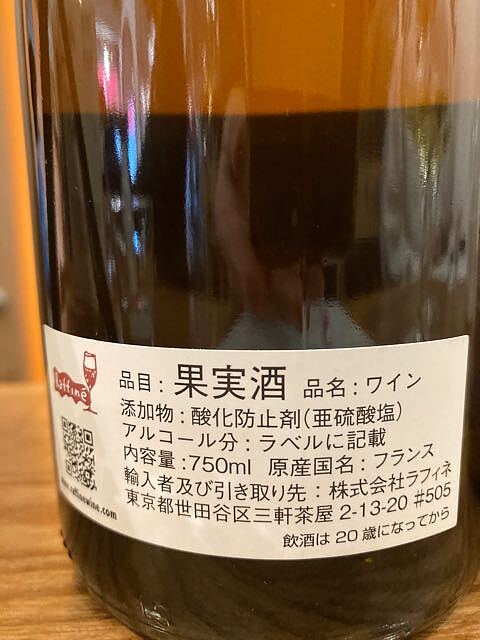 Raffiné
品目：果実酒 品名：ワイン
添加物：酸化防止剤（亜硫酸塩）
アルコール分：ラベルに記載
内容量：750ml 原産国名：フランス
輸入者及び引き取り先：株式会社ラフィネ
東京都世田谷区三軒茶屋 2-13-20 #505
飲酒は 20 歳になってから